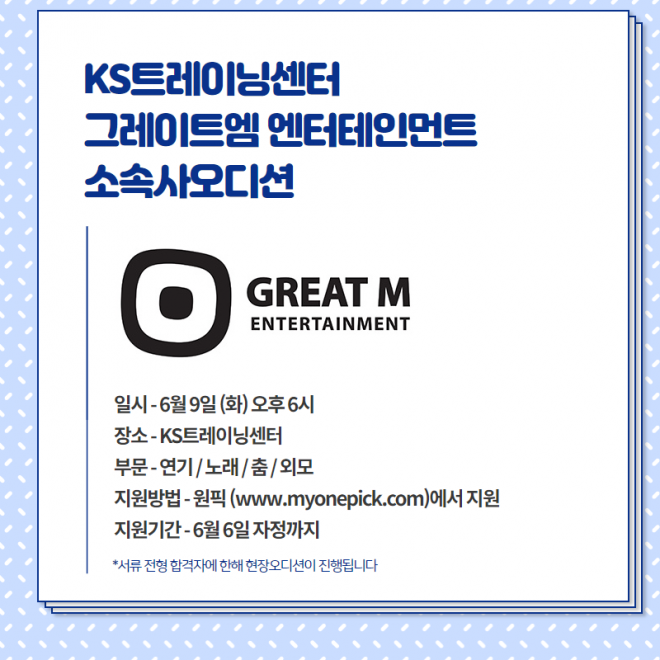 KS트레이닝센터
그레이트엠 엔터테인먼트
소속사오디션
GREAT M
ENTERTAINMENT
일시 - 6월 9일 (화) 오후 6시
장소 - KS트레이닝센터
부문 - 연기 / 노래 / 춤 / 외모
지원방법 - 원픽 (www.myonepick.com)에서 지원
지원기간 - 6월 6일 자정까지
*서류 전형 합격자에 한해 현장오디션이 진행됩니다